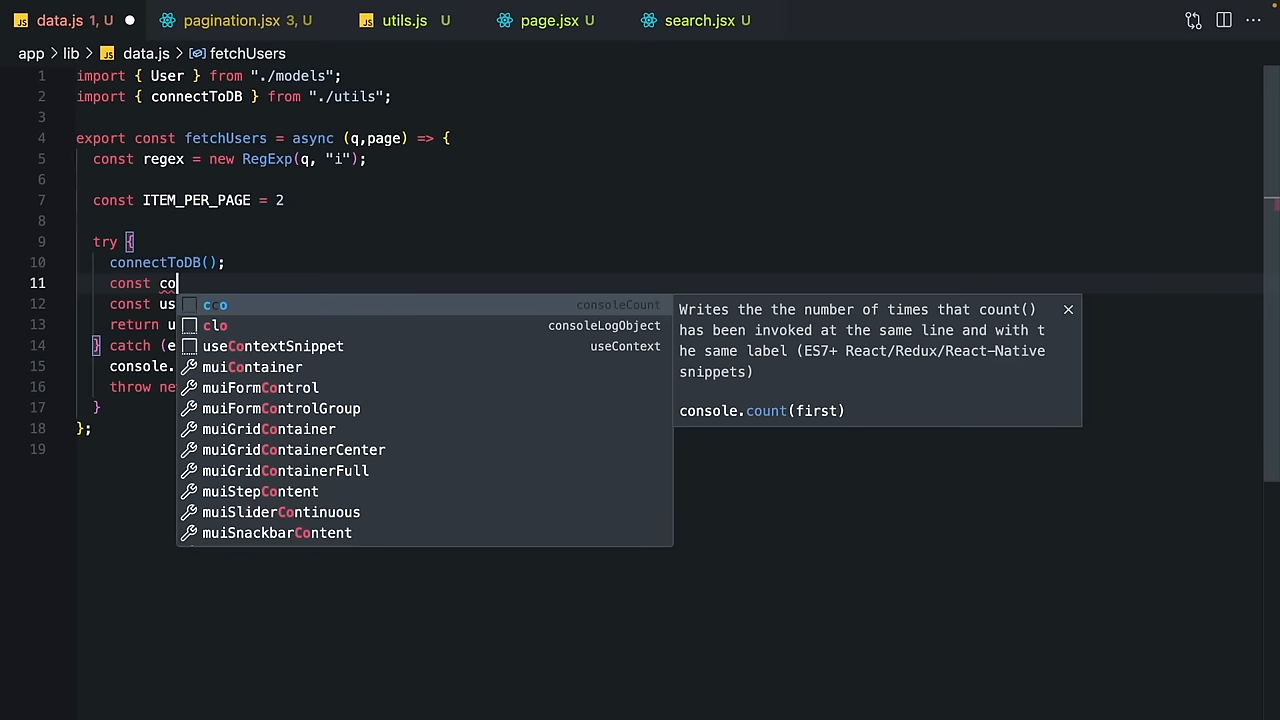 data.js 1, U
pagination.jsx 3, U
utils.js U
page.jsx U
search.jsx U
app > lib > JS data.js > fetchUsers
1 import { User } from "./models";
2 import { connectToDB } from "./utils";
3
4 export const fetchUsers = async (q,page) => {
5 const regex = new RegExp(q, "i");
6
7 const ITEM_PER_PAGE = 2
8
9 try {
10 connectToDB();
11 const co
12 const us
13 return u
14 } catch (e
15 console.
16 throw ne
17 }
18 };
19
cco consoleCount
clo consoleLogObject
useContextSnippet useContext
muiContainer
muiFormControl
muiFormControlGroup
muiGridContainer
muiGridContainerCenter
muiGridContainerFull
muiStepContent
muiSliderContinuous
muiSnackbarContent
Writes the the number of times that count()
has been invoked at the same line and with t
he same label (ES7+ React/Redux/React-Native
snippets)
console.count(first)